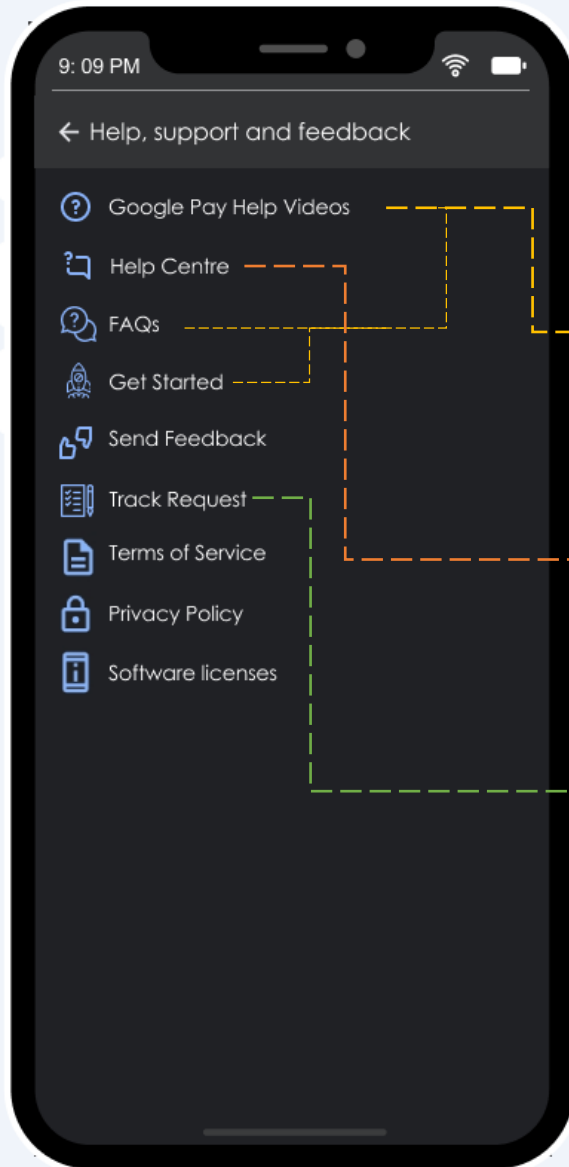 9: 09 PM
Help, support and feedback
Google Pay Help Videos
Help Centre
FAQs
Get Started
Send Feedback
Track Request
Terms of Service
Privacy Policy
Software licenses